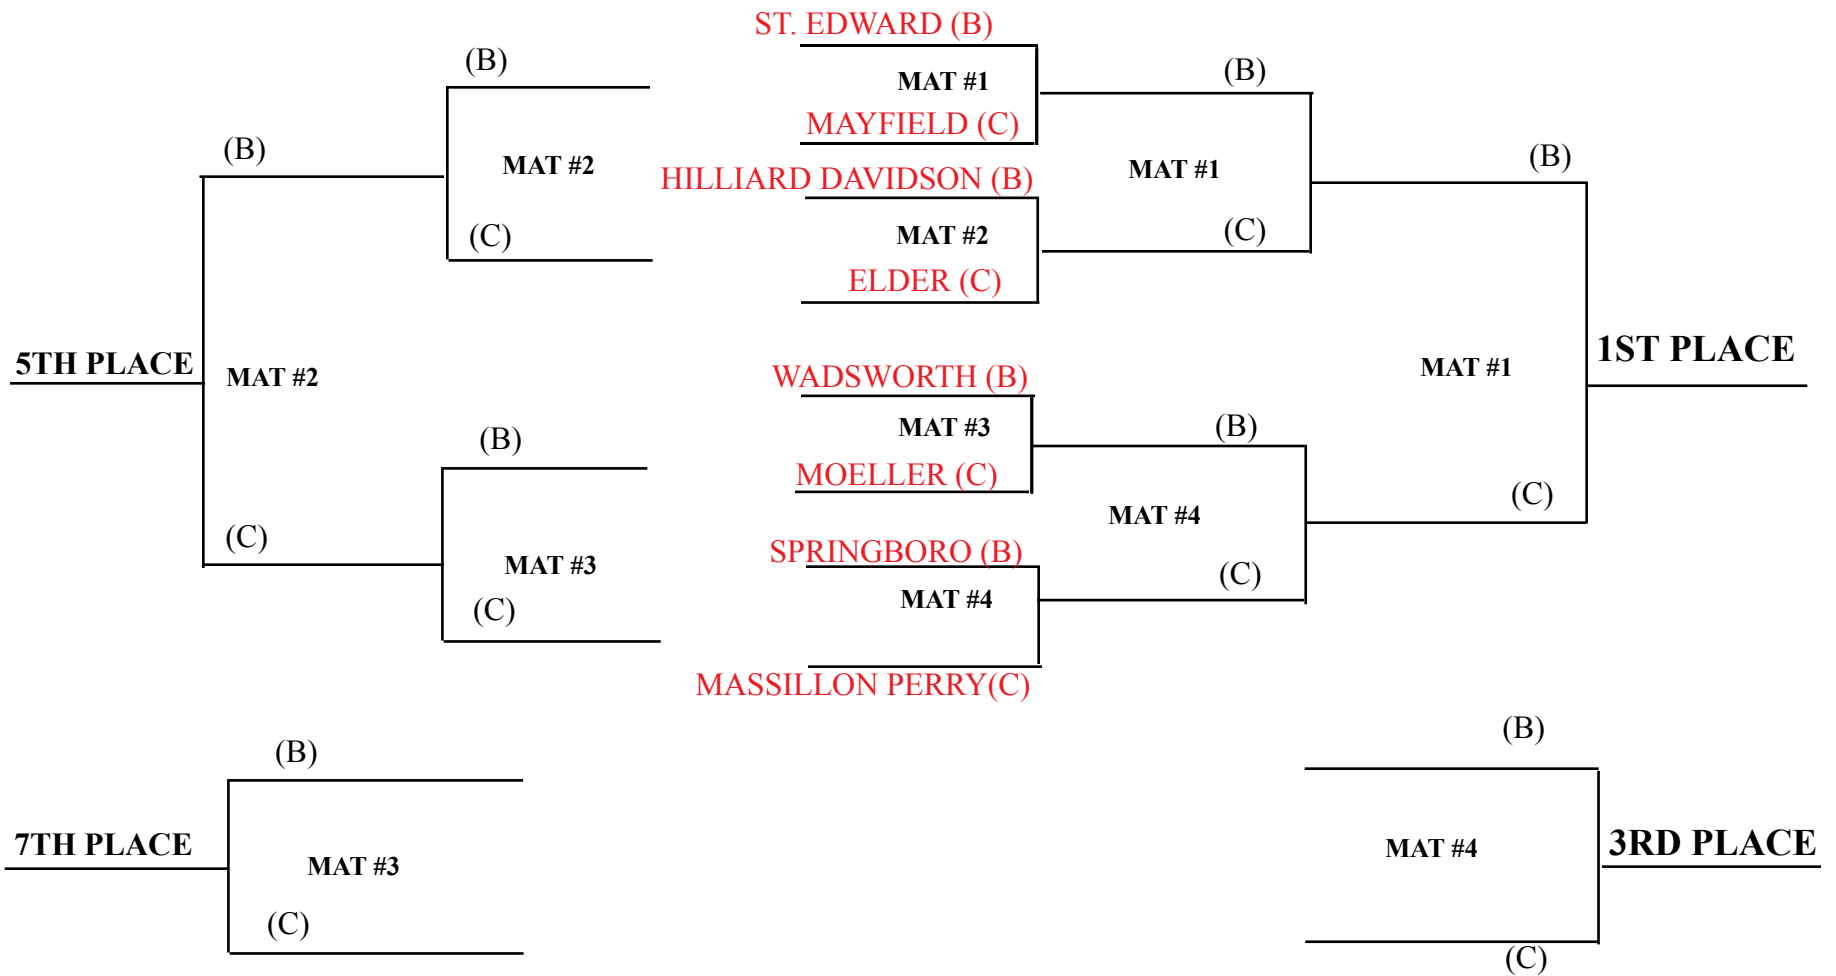 ST. EDWARD (B)
(B)
MAT #1
(B)
MAYFIELD (C)
(B)
MAT #2
HILLIARD DAVIDSON (B)
MAT #1
(B)
(C)
MAT #2
(C)
ELDER (C)
5TH PLACE
MAT #2
WADSWORTH (B)
MAT #1
1ST PLACE
(B)
MAT #3
(B)
MOELLER (C)
(C)
MAT #4
(C)
SPRINGBORO (B)
MAT #3
(C)
MAT #4
(C)
MASSILLON PERRY(C)
(B)
(B)
7TH PLACE
MAT #3
MAT #4
3RD PLACE
(C)
(C)